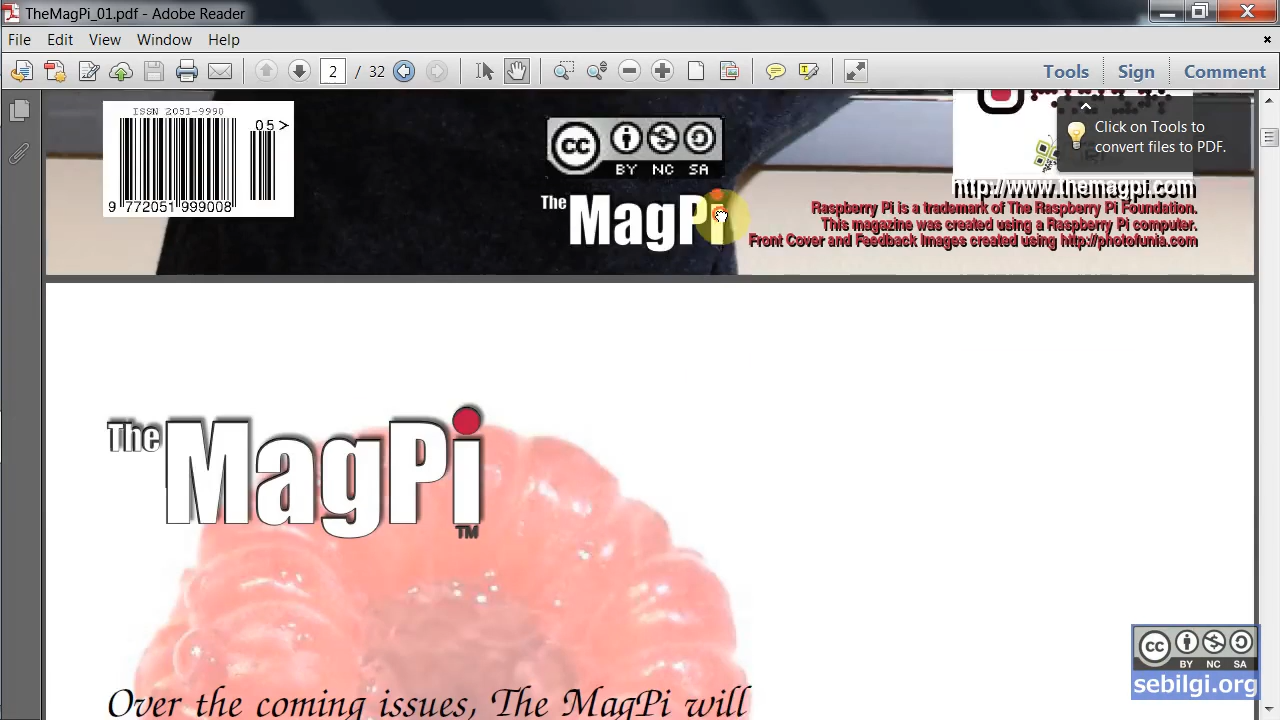 TheMagPi_01.pdf - Adobe Reader
File Edit View Window Help
2 / 32
Tools Sign Comment
Click on Tools to
convert files to PDF.
ISSN 2051-9990
05>
9 772051 999008
CC
BY NC SA
The MagPi
http://www.themagpi.com
Raspberry Pi is a trademark of The Raspberry Pi Foundation.
This magazine was created using a Raspberry Pi computer.
Front Cover and Feedback Images created using http://photofunia.com
The MagPi
TM
Over the coming issues, The MagPi will
CC
BY NC SA
sebilgi.org